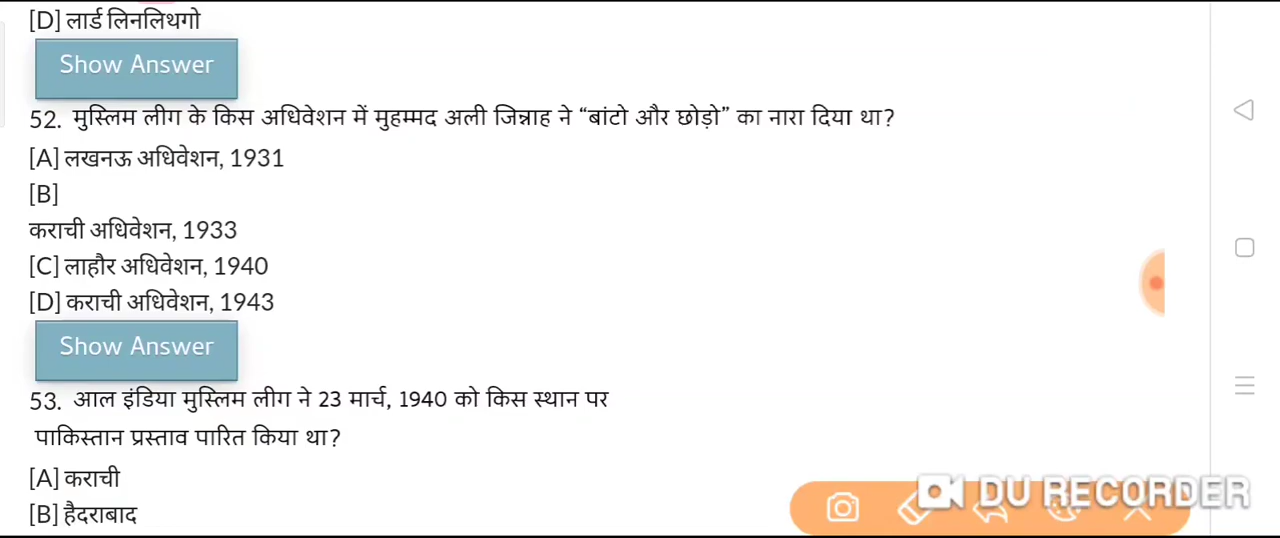 [D] लार्ड लिनलिथगो
Show Answer
52. मुस्लिम लीग के किस अधिवेशन में मुहम्मद अली जिन्नाह ने “बांटो और छोड़ो” का नारा दिया था?
[A] लखनऊ अधिवेशन, 1931
[B]
कराची अधिवेशन, 1933
[C] लाहौर अधिवेशन, 1940
[D] कराची अधिवेशन, 1943
Show Answer
53. आल इंडिया मुस्लिम लीग ने 23 मार्च, 1940 को किस स्थान पर
पाकिस्तान प्रस्ताव पारित किया था?
[A] कराची
[B] हैदराबाद
DU RECORDER